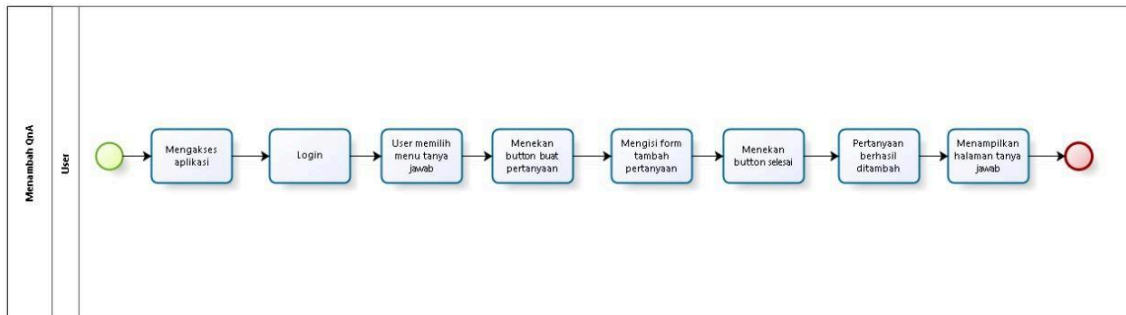 Menambah QnA
User
Mengakses
aplikasi
Login
User memilih
menu tanya
jawab
Menekan
button buat
pertanyaan
Mengisi form
tambah
pertanyaan
Menekan
button selesai
Pertanyaan
berhasil
ditambah
Menampilkan
halaman tanya
jawab